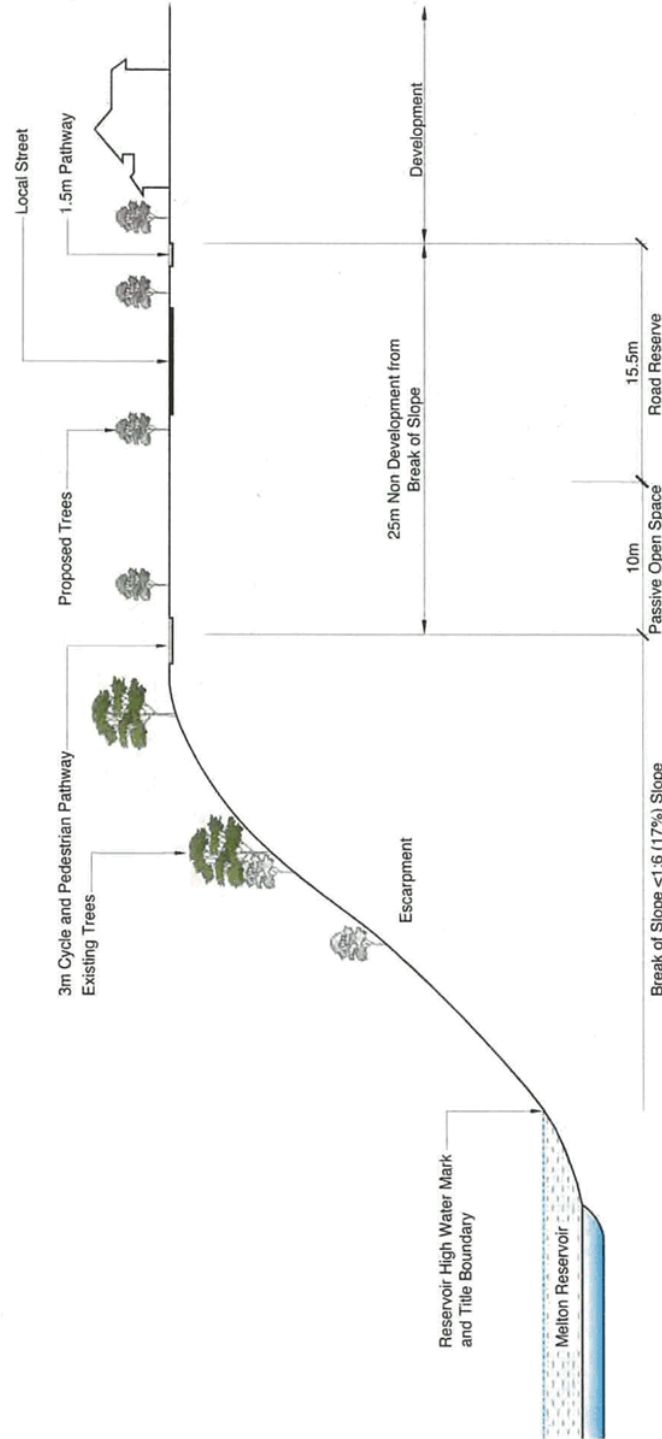 Local Street
1.5m Pathway
Proposed Trees
3m Cycle and Pedestrian Pathway
Existing Trees
Development
25m Non Development from
Break of Slope
Escarpment
Reservoir High Water Mark
and Title Boundary
Melton Reservoir
15.5m
Road Reserve
10m
Passive Open Space
Break of Slope <1:6 (17%) Slope